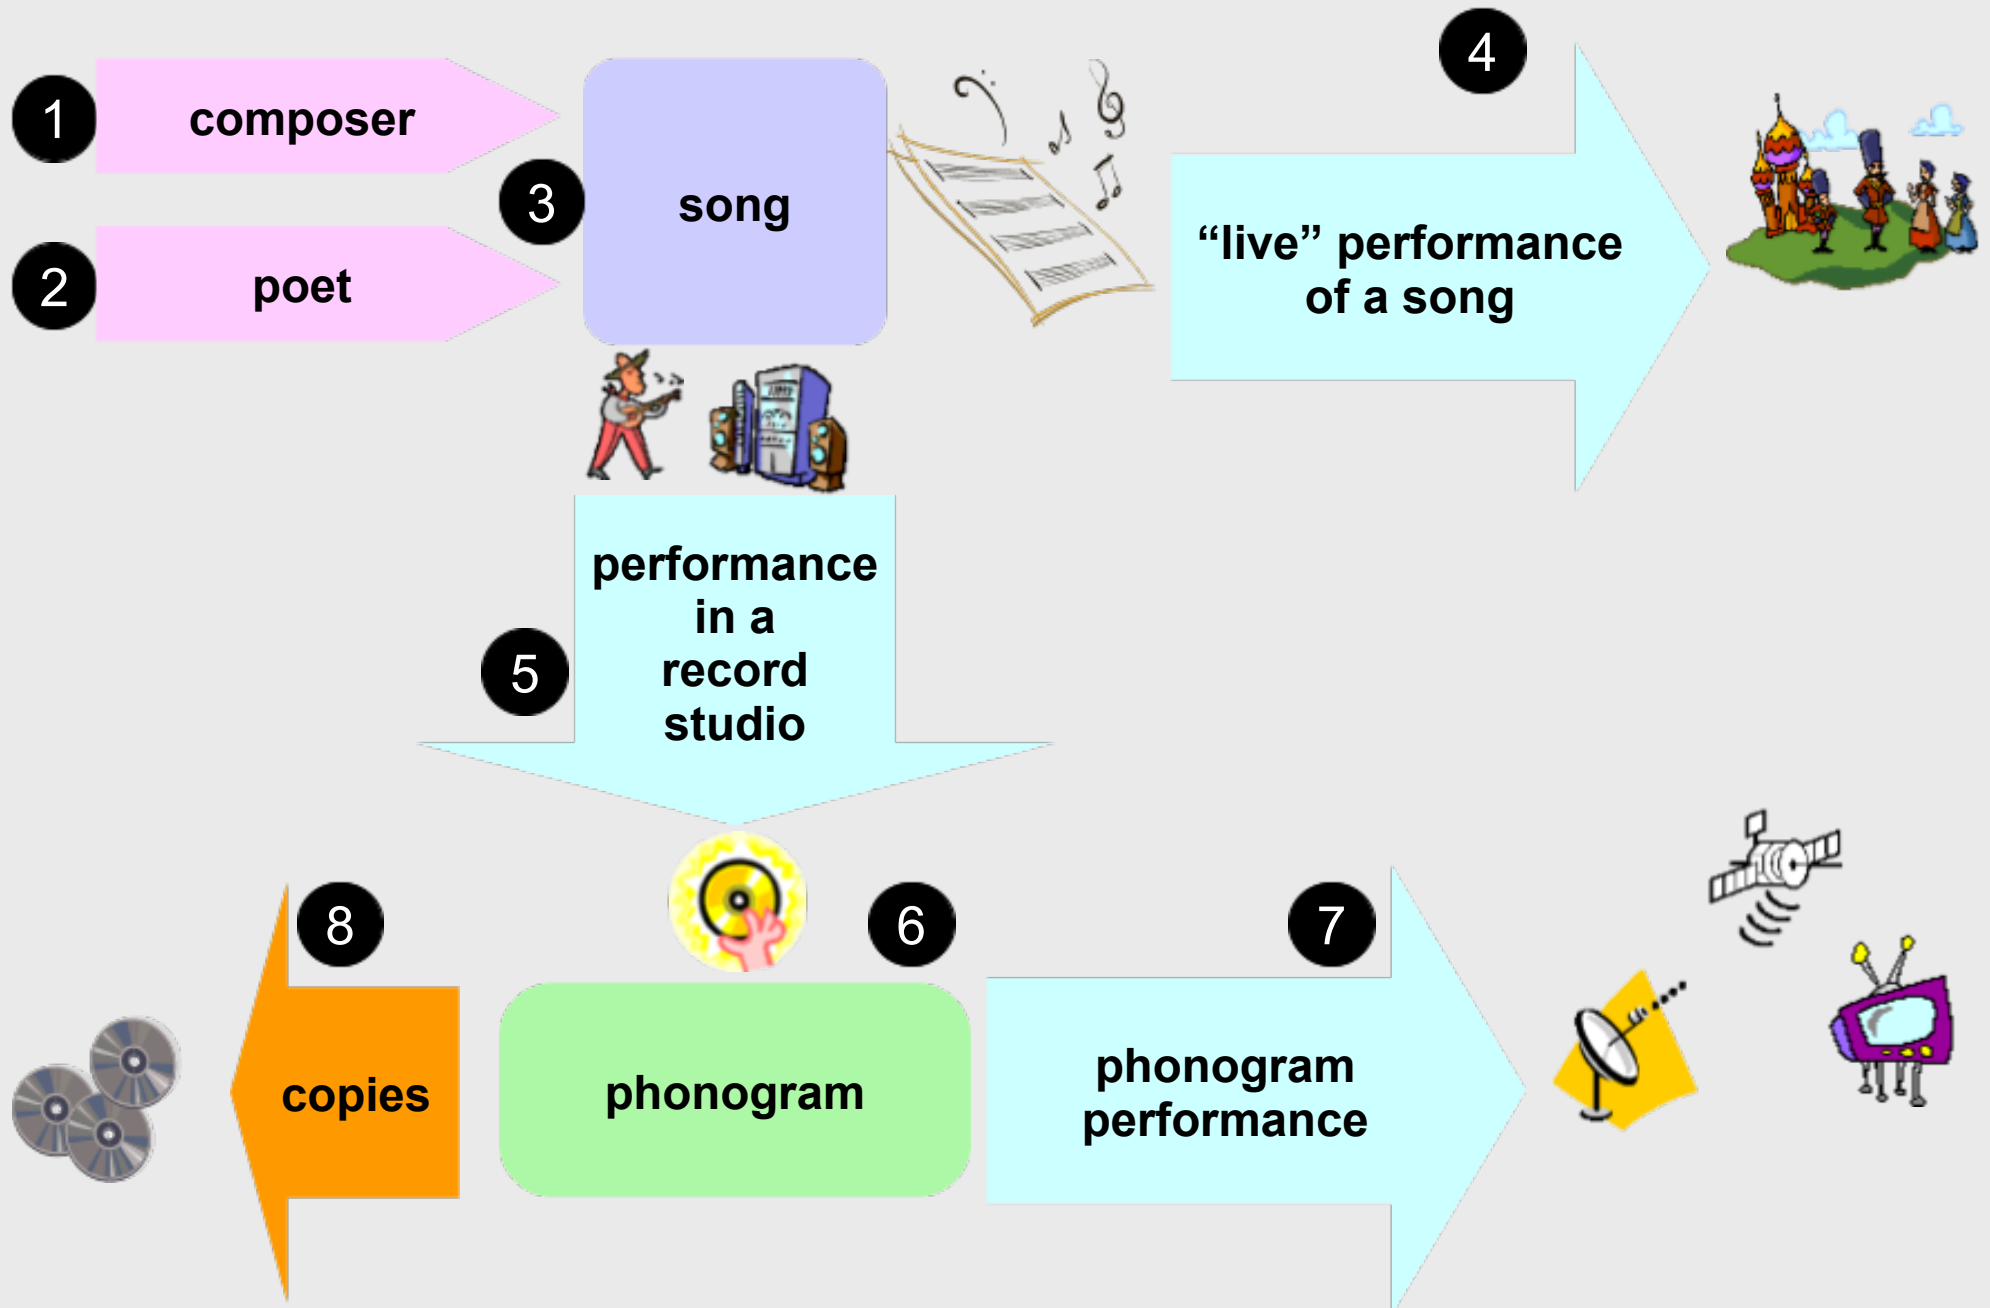 1
composer
2
poet
3
song
4
“live” performance
of a song
5
performance
in a
record
studio
6
phonogram
7
phonogram
performance
8
copies